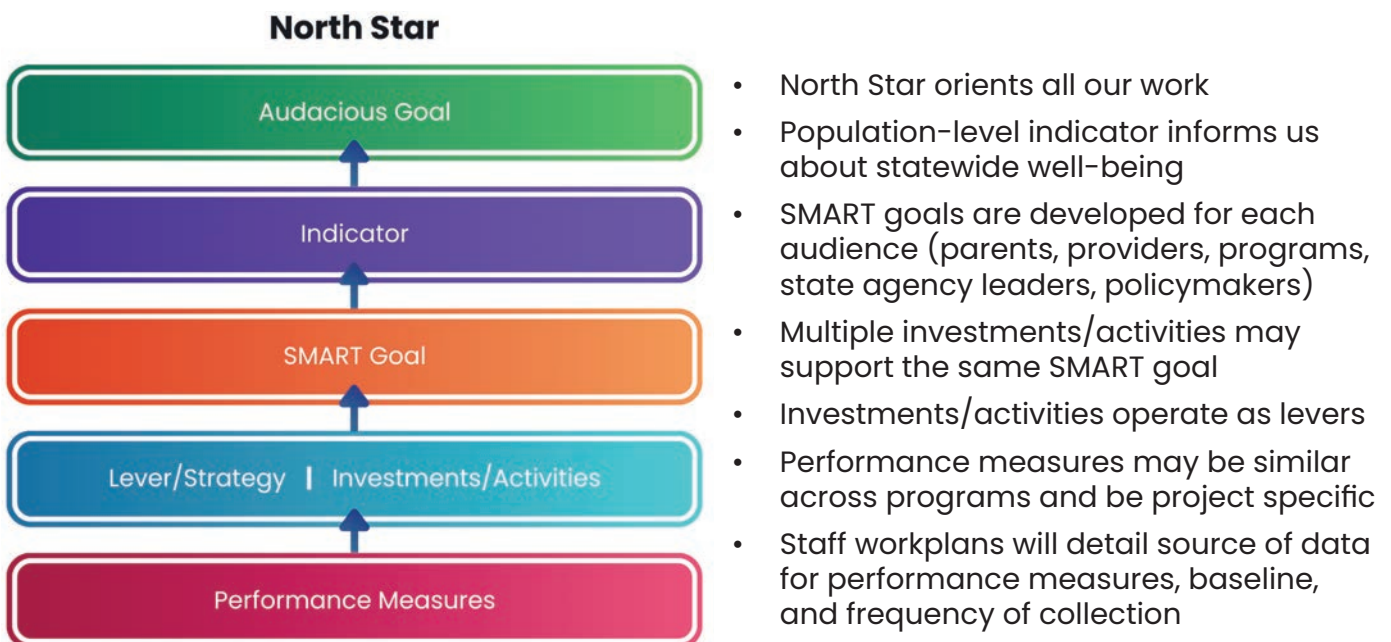 North Star
Audacious Goal
Indicator
SMART Goal
Lever/Strategy | Investments/Activities
Performance Measures
• North Star orients all our work
• Population-level indicator informs us
about statewide well-being
• SMART goals are developed for each
audience (parents, providers, programs,
state agency leaders, policymakers)
• Multiple investments/activities may
support the same SMART goal
• Investments/activities operate as levers
• Performance measures may be similar
across programs and be project specific
• Staff workplans will detail source of data
for performance measures, baseline,
and frequency of collection